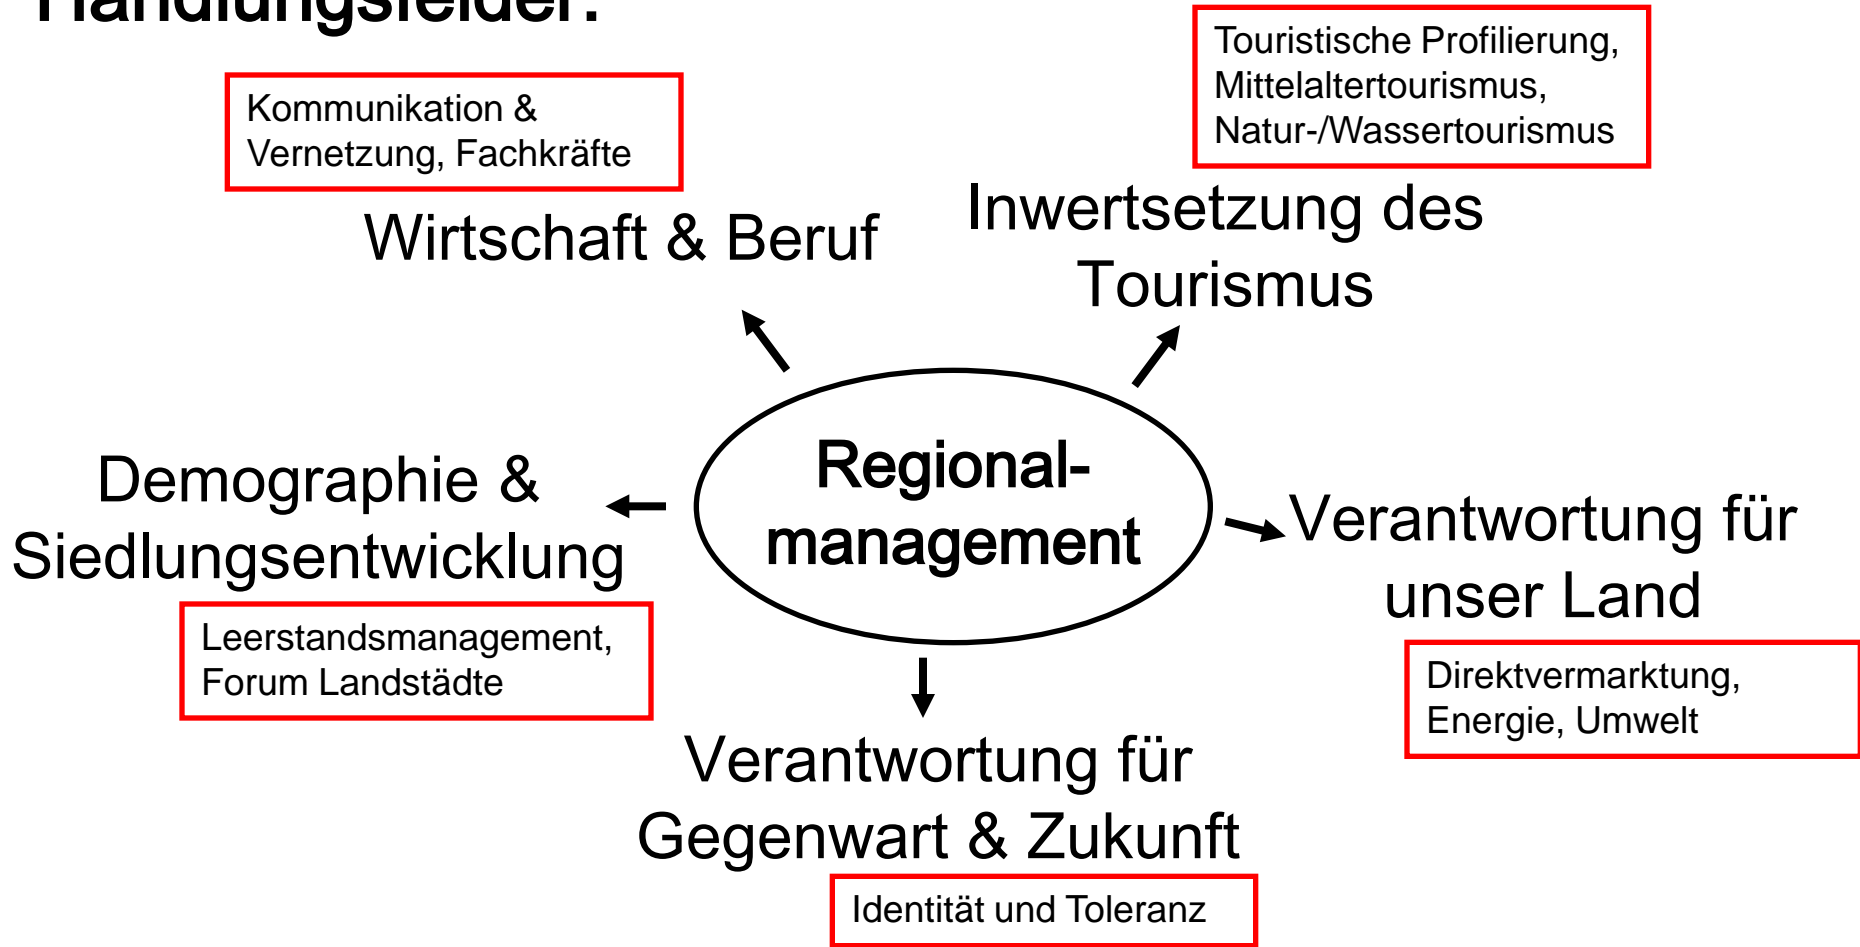 Handlungsfelder:
Kommunikation &
Vernetzung, Fachkräfte
Wirtschaft & Beruf
Touristische Profilierung,
Mittelaltertourismus,
Natur-/Wassertourismus
Inwertsetzung des
Tourismus
Regional-
management
Demographie &
Siedlungsentwicklung
Leerstandsmanagement,
Forum Landstädte
Verantwortung für
unser Land
Direktvermarktung,
Energie, Umwelt
Verantwortung für
Gegenwart & Zukunft
Identität und Toleranz